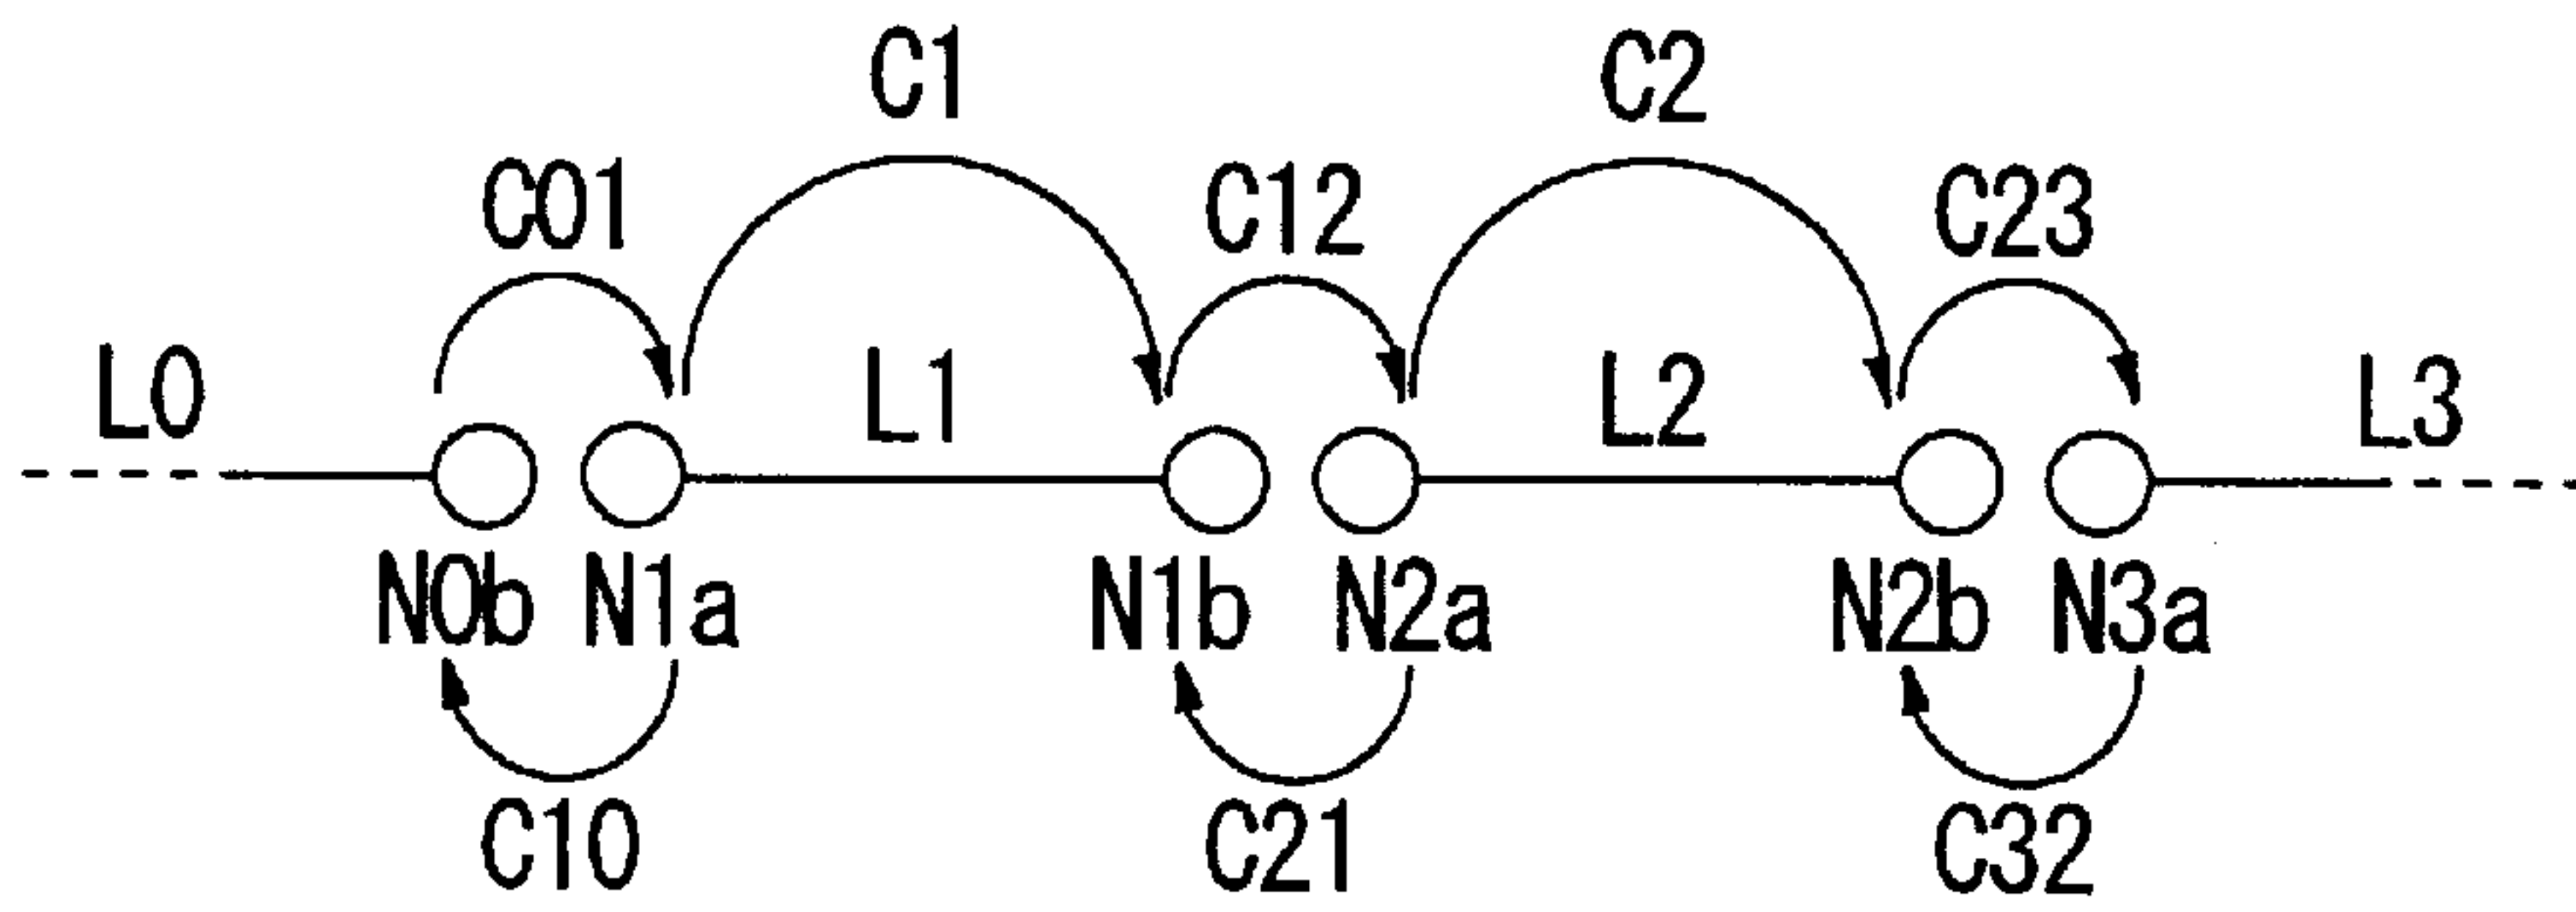 C1 C2
C01 C12 C23
L0 L1 L2 L3
N0b N1a N1b N2a N2b N3a
C10 C21 C32